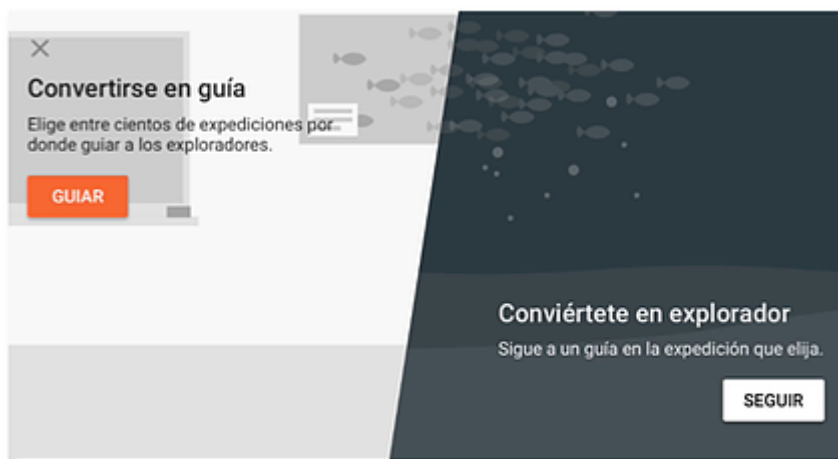 Convertirse en guía
Elige entre cientos de expediciones por
donde guiar a los exploradores.
GUIAR
Conviértete en explorador
Sigue a un guía en la expedición que elija.
SEGUIR